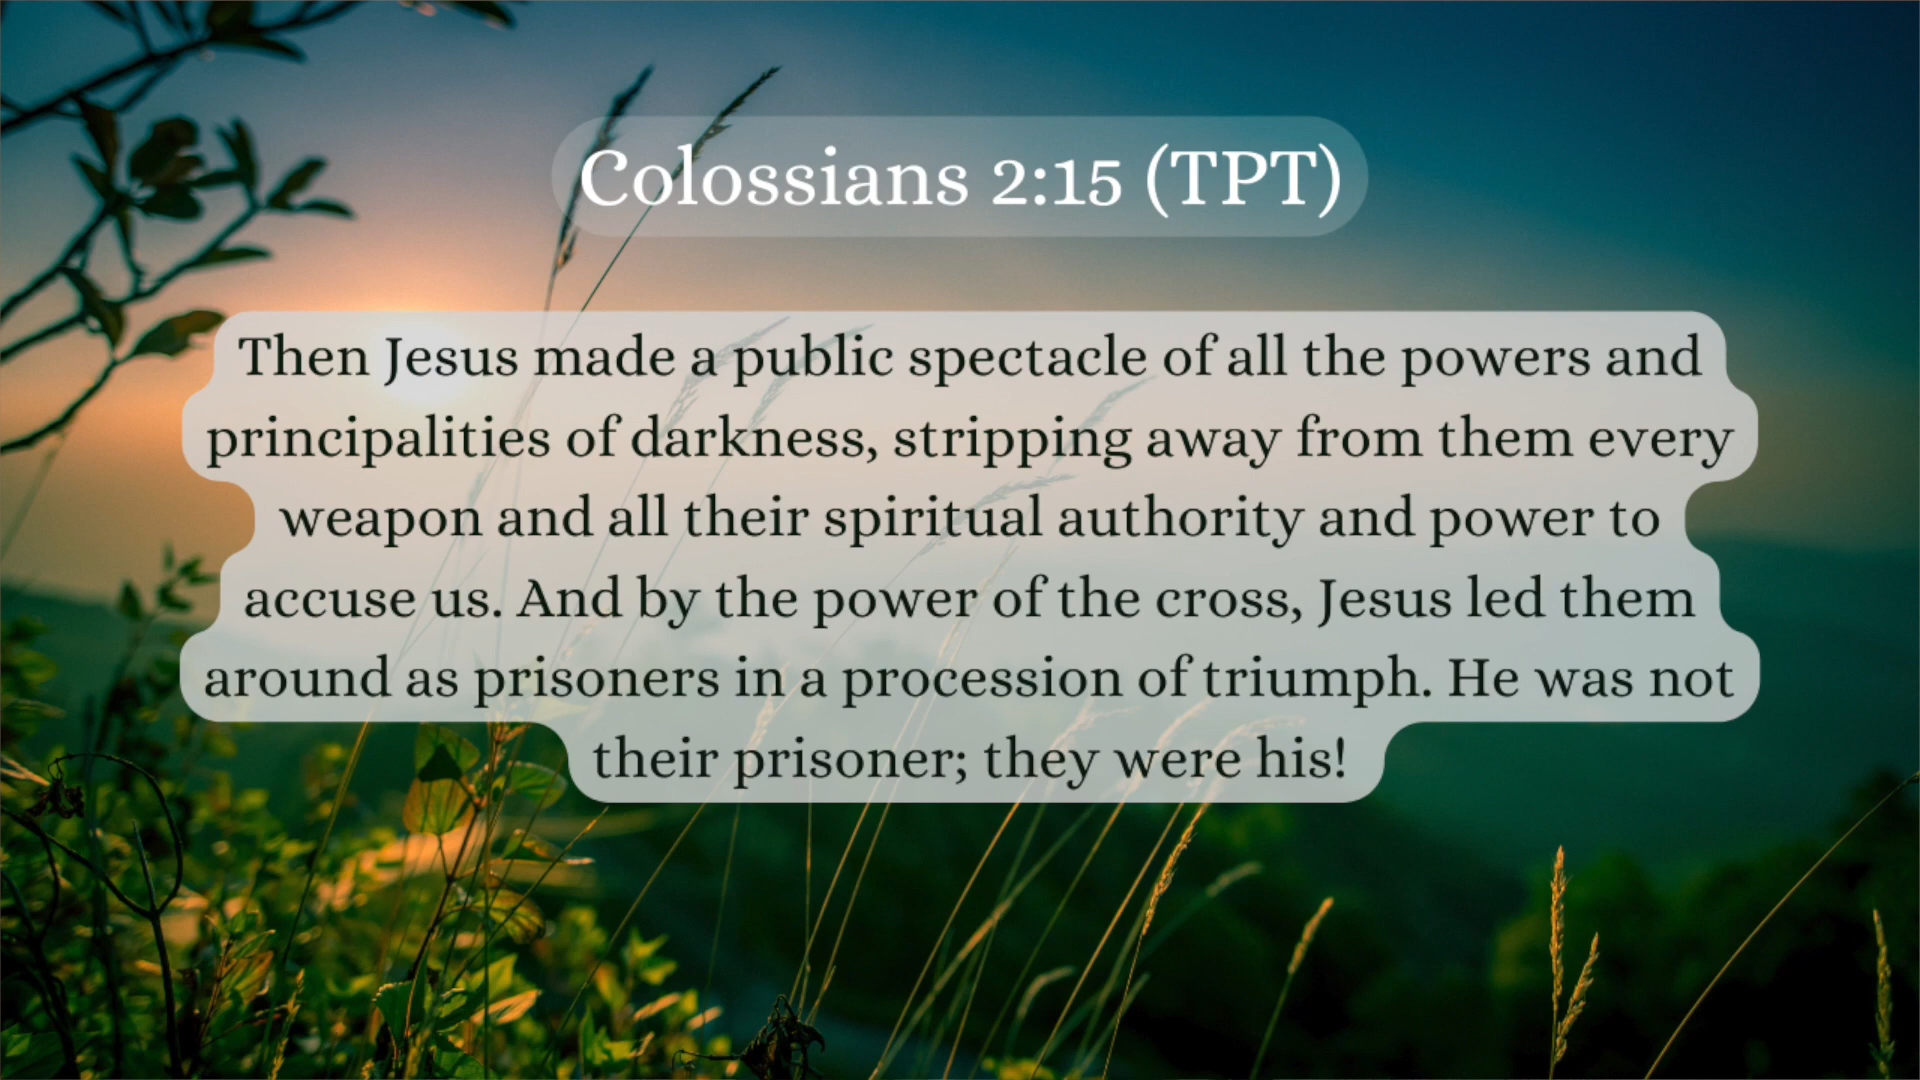 Colossians 2:15 (TPT)
Then Jesus made a public spectacle of all the powers and
principalities of darkness, stripping away from them every
weapon and all their spiritual authority and power to
accuse us. And by the power of the cross, Jesus led them
around as prisoners in a procession of triumph. He was not
their prisoner; they were his!